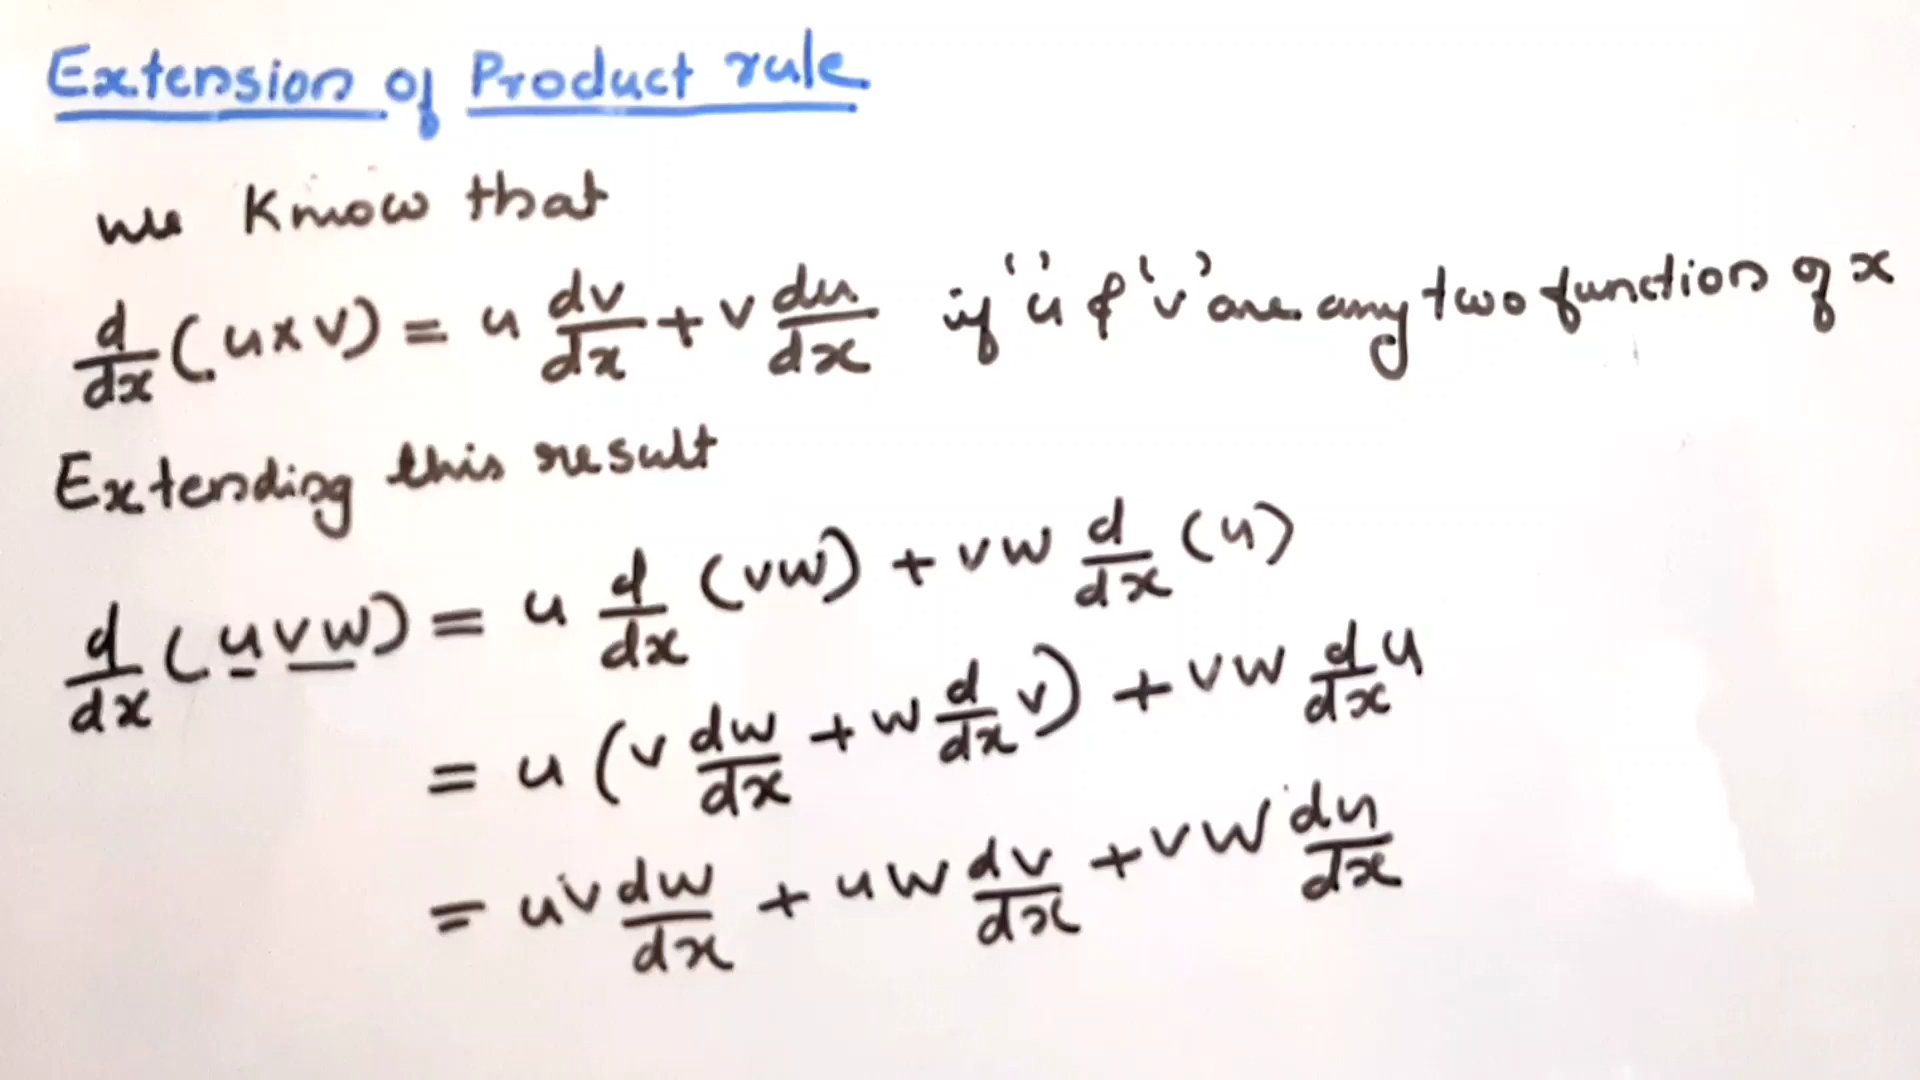 Extension of Product rule
we know that
d/dx (u×v) = u dv/dx + v du/dx if 'u' & 'v' are any two function of x
Extending this result
d/dx (uvw) = u d/dx (vw) + vw d/dx (u)
= u (v dw/dx + w d/dx v) + vw d/dx u
= uv dw/dx + uw dv/dx + vw du/dx